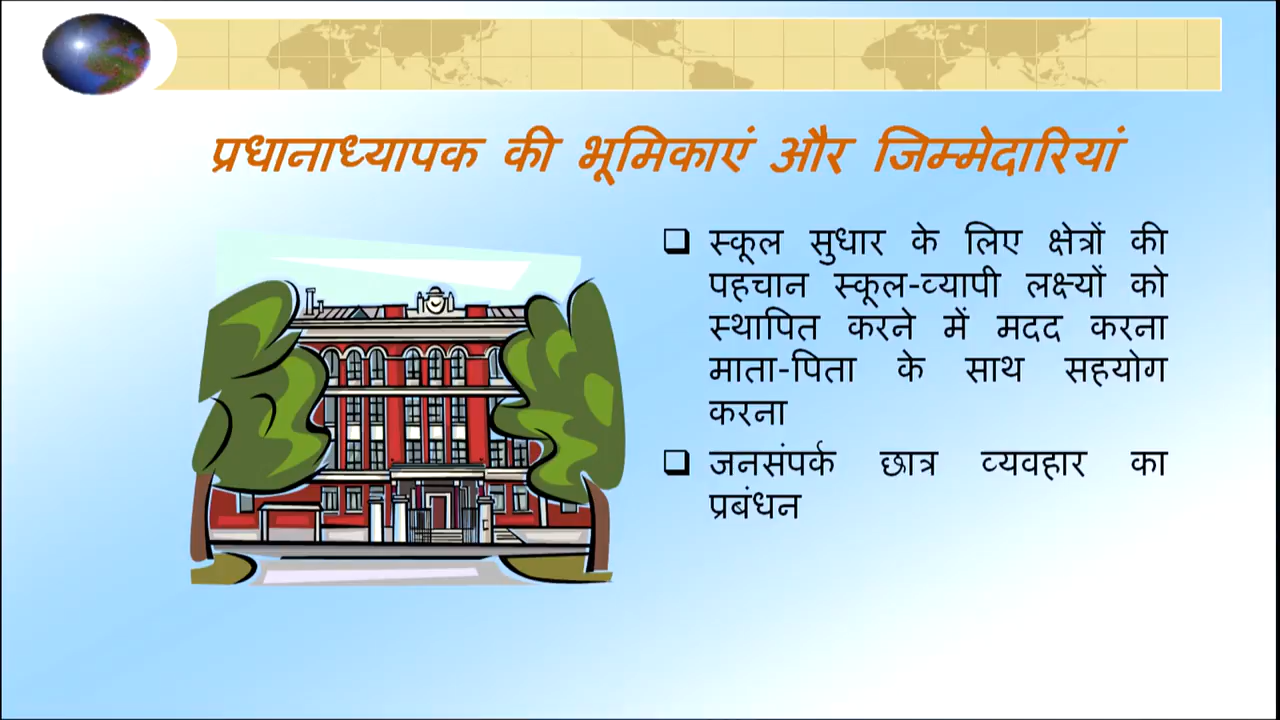 प्रधानाध्यापक की भूमिकाएं और जिम्मेदारियां
स्कूल सुधार के लिए क्षेत्रों की
पहचान स्कूल-व्यापी लक्ष्यों को
स्थापित करने में मदद करना
माता-पिता के साथ सहयोग
करना
जनसंपर्क छात्र व्यवहार का
प्रबंधन